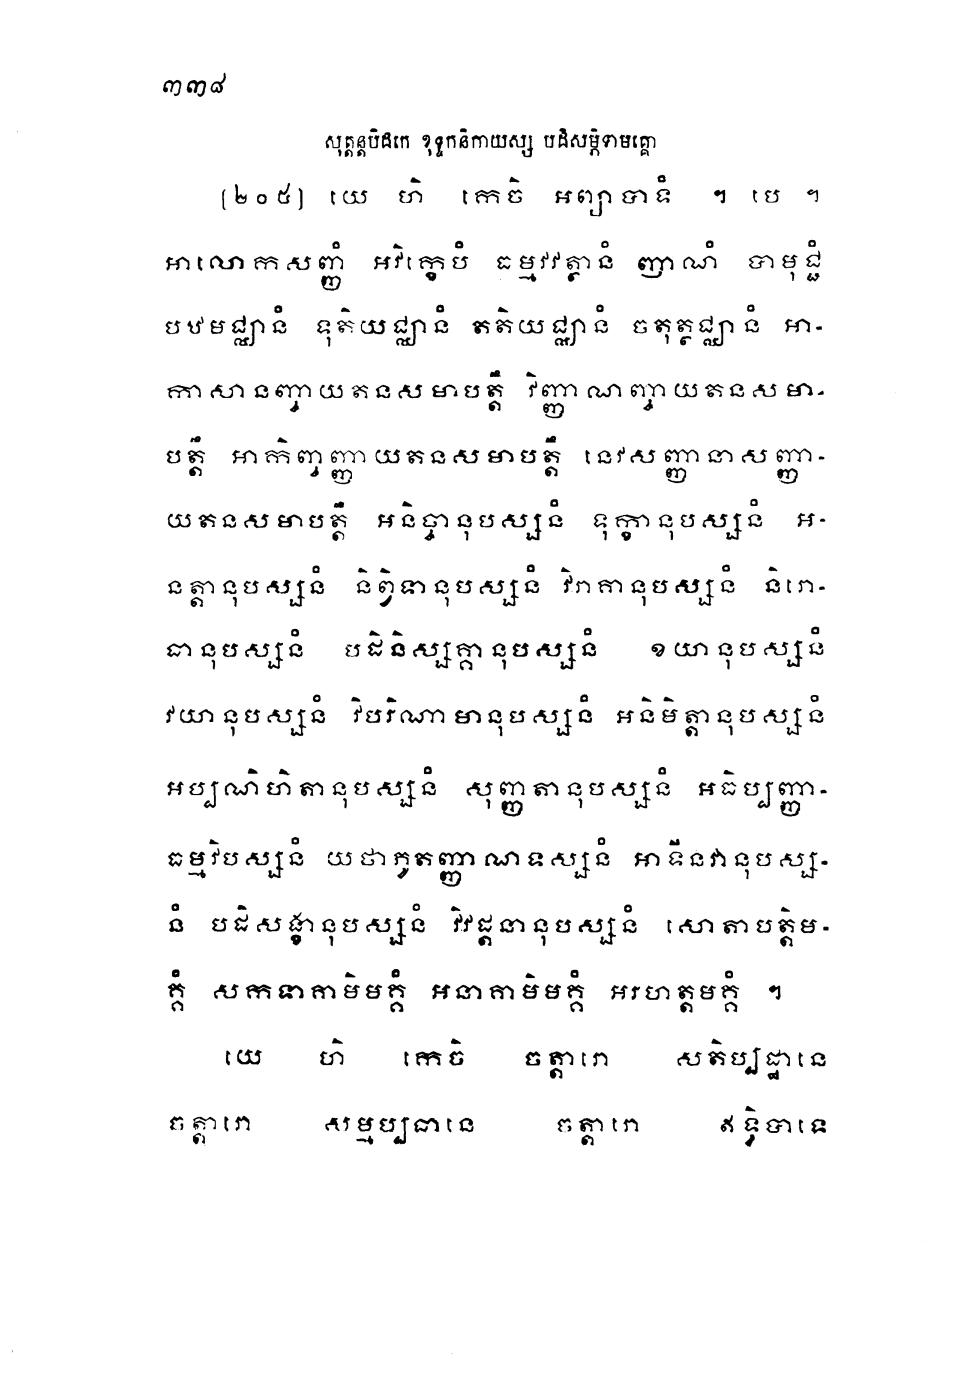 ៣៣៨
សុត្តន្តបិដកេ ខុទ្ទកនិកាយស្ស បដិសម្ភិទាមគ្គោ
[២០៥] យេ ហិ កេចិ អព្យាបាទំ ។ បេ ។
អាលោកសញ្ញំ អវិក្ខេបំ ធម្មវវត្ថានំ ញាណំ បាមុជ្ជំ
បឋមជ្ឈានំ ទុតិយជ្ឈានំ តតិយជ្ឈានំ ចតុត្ថជ្ឈានំ អា-
កាសានញ្ចាយតនសមាបត្តឹ វិញ្ញាណញ្ចាយតនសមា-
បត្តឹ អាកិញ្ចញ្ញាយតនសមាបត្តឹ នេវសញ្ញានាសញ្ញា-
យតនសមាបត្តឹ អនិច្ចានុបស្សនំ ទុក្ខានុបស្សនំ អ-
នត្តានុបស្សនំ និព្វិទានុបស្សនំ វិរាគានុបស្សនំ និរោ-
ធានុបស្សនំ បដិនិស្សគ្គានុបស្សនំ ខយានុបស្សនំ
វយានុបស្សនំ វិបរិណាមានុបស្សនំ អនិមិត្តានុបស្សនំ
អប្បណិហិតានុបស្សនំ សុញ្ញតានុបស្សនំ អធិប្បញ្ញា-
ធម្មវិបស្សនំ យថាភូតញ្ញាណទស្សនំ អាទីនវានុបស្ស-
នំ បដិសង្ខានុបស្សនំ វិវដ្តនានុបស្សនំ សោតាបត្តិម-
គ្គំ សកទាគាមិមគ្គំ អនាគាមិមគ្គំ អរហត្តមគ្គំ ។
យេ ហិ កេចិ ចត្តារោ សតិប្បដ្ឋានេ
ចត្តារោ សម្មប្បធានេ ចត្តារោ ឥទ្ធិបាទេ